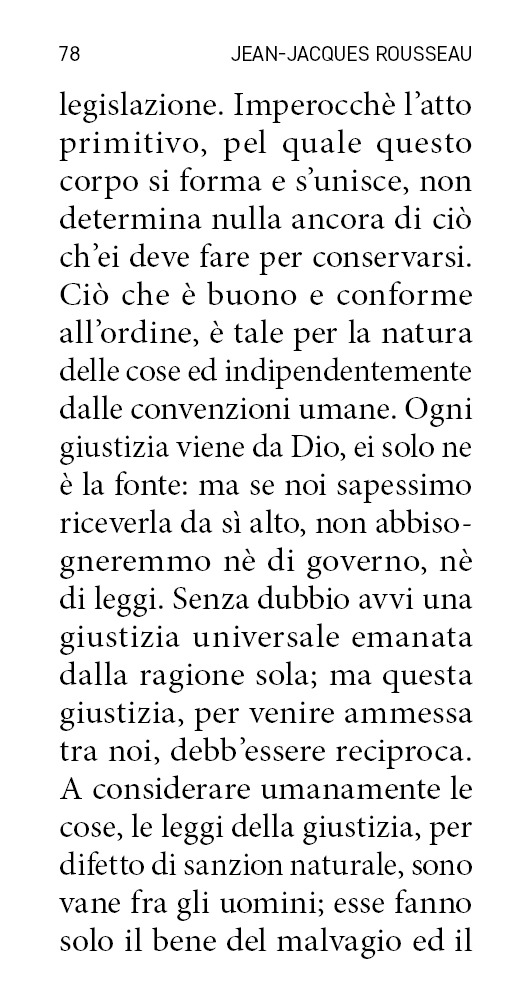 78 JEAN-JACQUES ROUSSEAU
legislazione. Imperocchè l’atto
primitivo, pel quale questo
corpo si forma e s’unisce, non
determina nulla ancora di ciò
ch’ei deve fare per conservarsi.
Ciò che è buono e conforme
all’ordine, è tale per la natura
delle cose ed indipendentemente
dalle convenzioni umane. Ogni
giustizia viene da Dio, ei solo ne
è la fonte: ma se noi sapessimo
riceverla da sì alto, non abbiso-
gneremmo nè di governo, nè
di leggi. Senza dubbio avvi una
giustizia universale emanata
dalla ragione sola; ma questa
giustizia, per venire ammessa
tra noi, debb’essere reciproca.
A considerare umanamente le
cose, le leggi della giustizia, per
difetto di sanzion naturale, sono
vane fra gli uomini; esse fanno
solo il bene del malvagio ed il